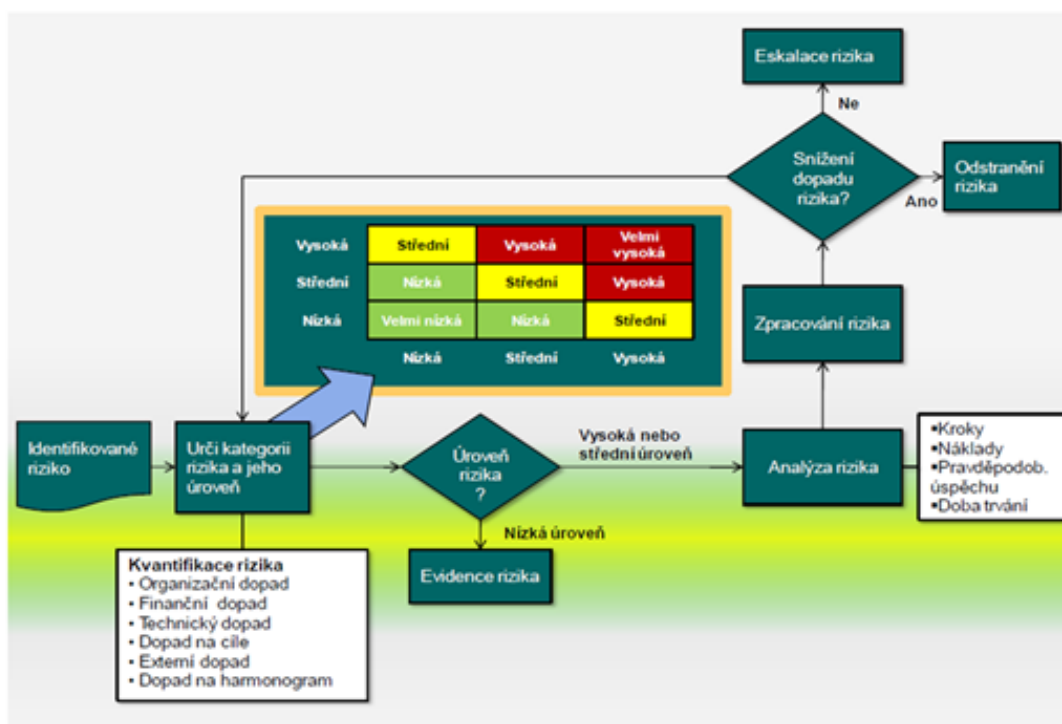 Eskalace rizika
Ne
Snížení
dopadu
rizika?
Ano
Odstranění
rizika
Vysoká
Střední
Vysoká
Velmi
vysoká
Střední
Nízká
Střední
Vysoká
Nízká
Velmi nízká
Nízká
Střední
Nízká
Střední
Vysoká
Zpracování rizika
Identifikované
riziko
Urči kategorii
rizika a jeho
úroveň
Úroveň
rizika
?
Vysoká nebo
střední úroveň
Analýza rizika
▪Kroky
▪Náklady
▪Pravděpodob.
úspěchu
▪Doba trvání
Nízká úroveň
Evidence rizika
Kvantifikace rizika
• Organizační dopad
• Finanční dopad
• Technický dopad
• Dopad na cíle
• Externí dopad
• Dopad na harmonogram